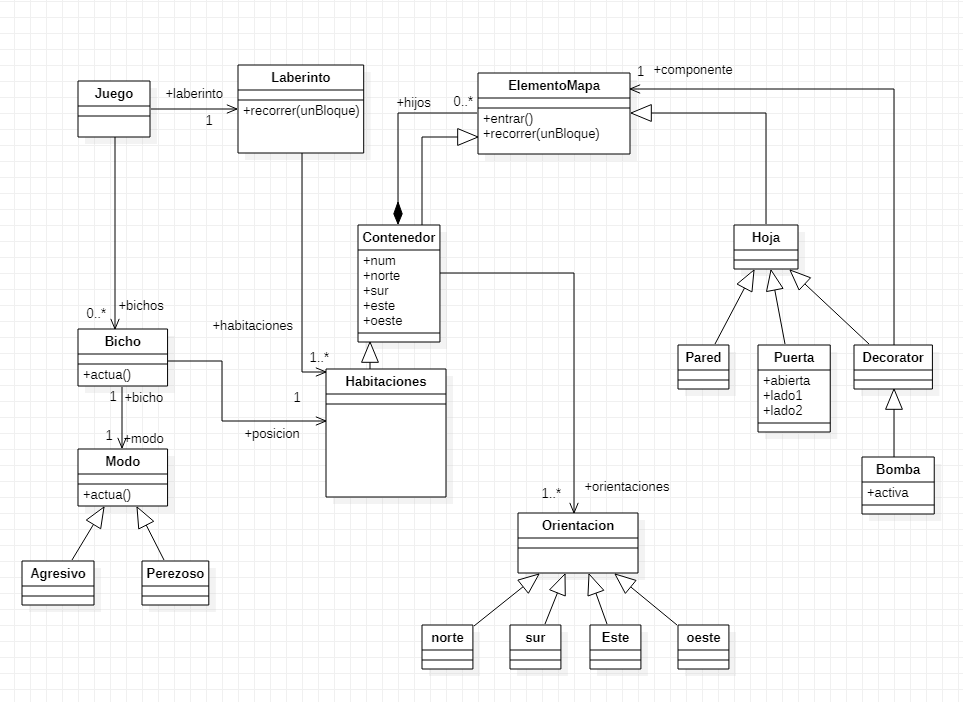 Juego
+laberinto
1
Laberinto
+recorrer(unBloque)
ElementoMapa
+entrar()
+recorrer(unBloque)
1 +componente
+hijos 0..*
Contenedor
+num
+norte
+sur
+este
+oeste
Hoja
Pared
Puerta
+abierta
+lado1
+lado2
Decorator
Bomba
+activa
+bichos
0..*
Bicho
+actua()
+habitaciones
1..*
Habitaciones
1
+posicion
1 +bicho
1 +modo
Modo
+actua()
Agresivo
Perezoso
+orientaciones
1..*
Orientacion
norte
sur
Este
oeste